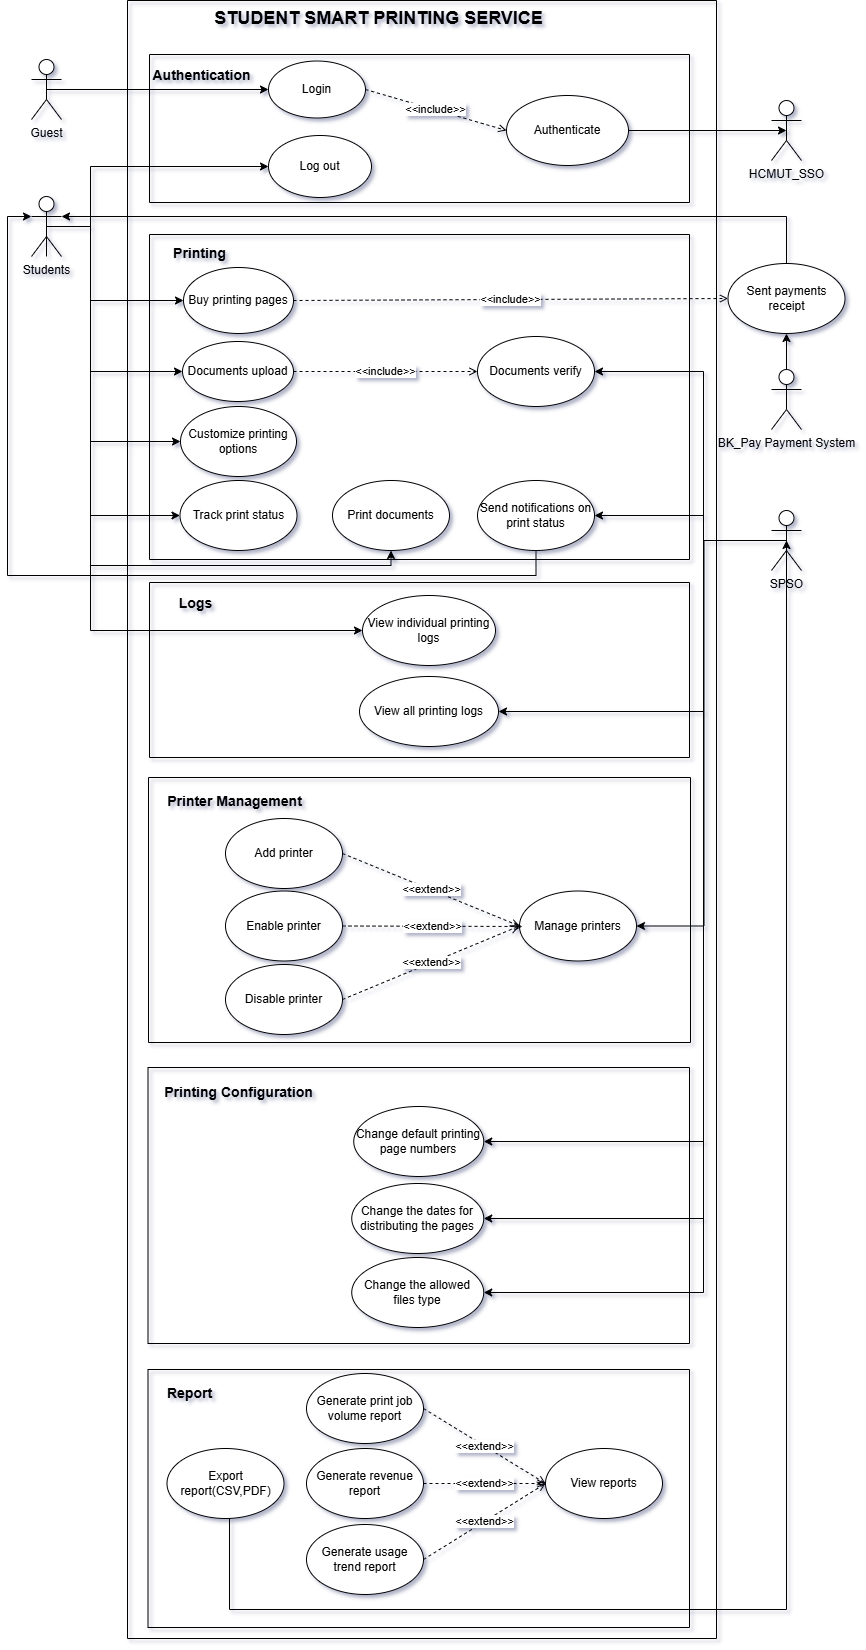 STUDENT SMART PRINTING SERVICE
Authentication
Login
<<include>>
Authenticate
Guest
Log out
HCMUT_SSO
Students
Printing
Buy printing pages
<<include>>
Sent payments
receipt
Documents upload
<<include>>
Documents verify
BK_Pay Payment System
Customize printing
options
Track print status
Print documents
Send notifications on
print status
SPSO
Logs
View individual printing
logs
View all printing logs
Printer Management
Add printer
<<extend>>
Enable printer
<<extend>>
Manage printers
<<extend>>
Disable printer
Printing Configuration
Change default printing
page numbers
Change the dates for
distributing the pages
Change the allowed
files type
Report
Generate print job
volume report
<<extend>>
Export
report(CSV,PDF)
Generate revenue
report
<<extend>>
View reports
<<extend>>
Generate usage
trend report